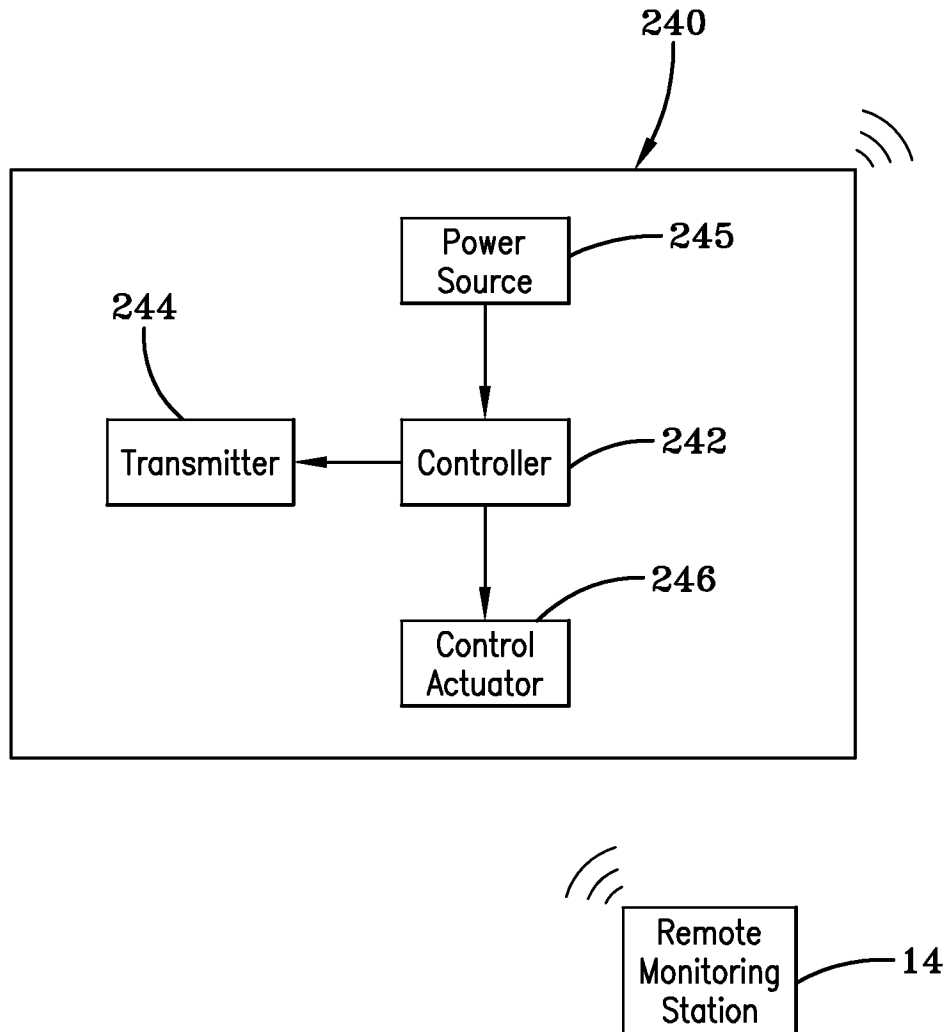 240
Power
Source
245
244
Transmitter
Controller
242
246
Control
Actuator
Remote
Monitoring
Station
14